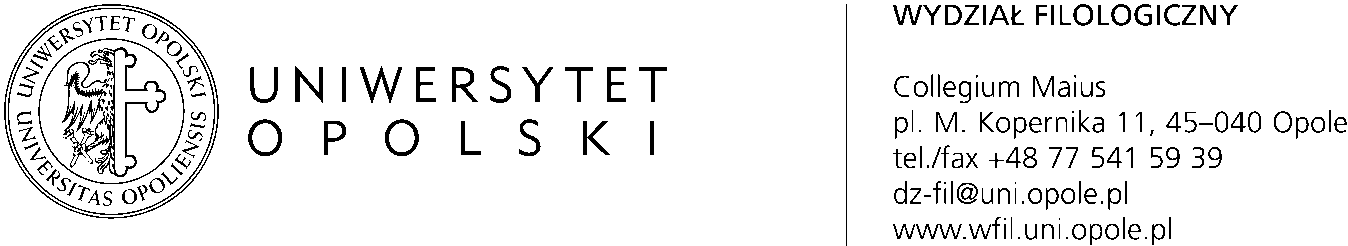 UNIWERSYTET OPOLSKI
UNIVERSITAS OPOLIENSIS
UNIWERSYTET
OPOLSKI
WYDZIAŁ FILOLOGICZNY
Collegium Maius
pl. M. Kopernika 11, 45–040 Opole
tel./fax +48 77 541 59 39
dz-fil@uni.opole.pl
www.wfil.uni.opole.pl